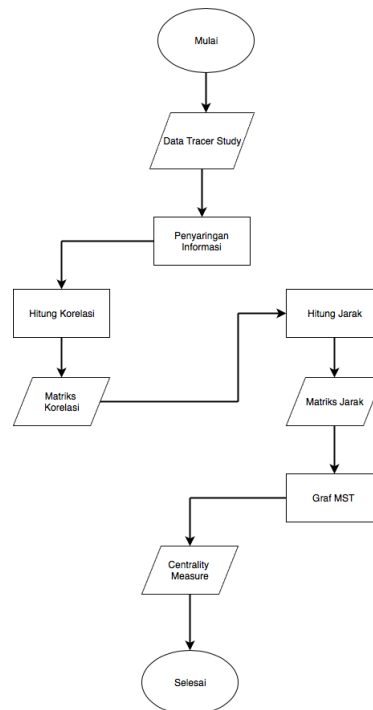 Mulai
Data Tracer Study
Penyaringan
Informasi
Hitung Korelasi
Hitung Jarak
Matriks
Korelasi
Matriks Jarak
Graf MST
Centrality
Measure
Selesai